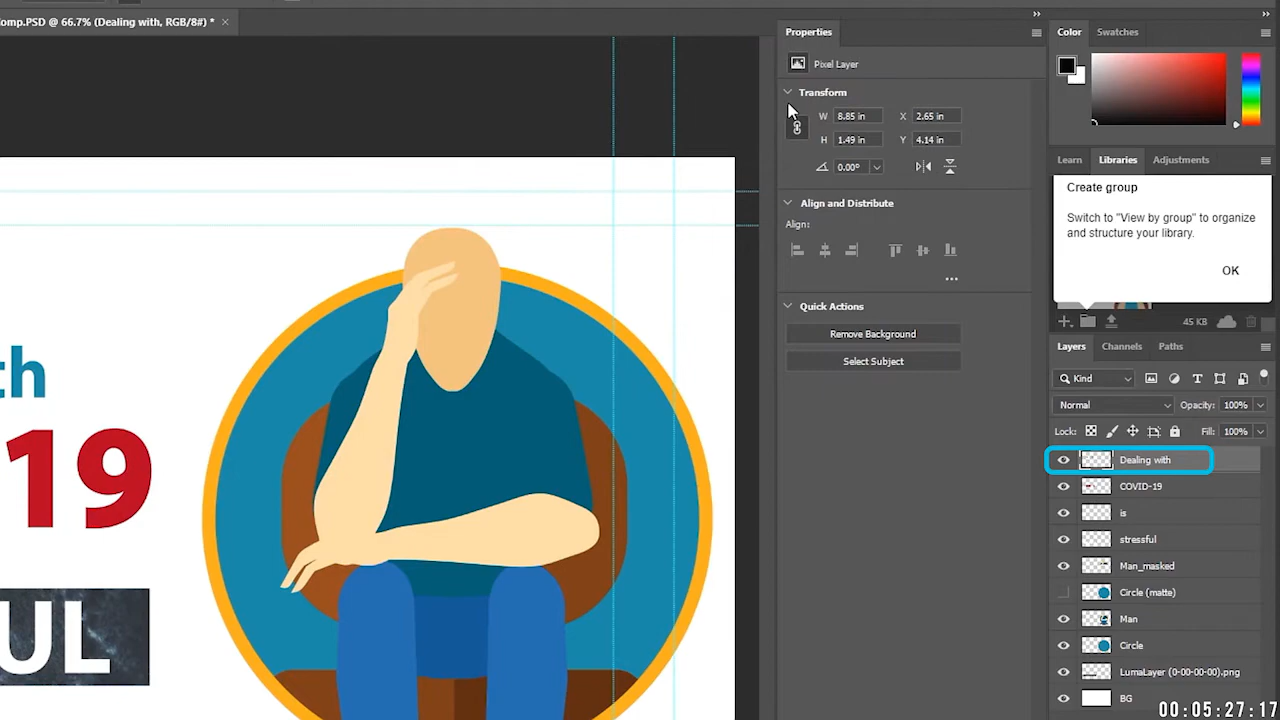 omp.PSD @ 66.7% (Dealing with, RGB/8#) *
Properties
Pixel Layer
Transform
W 8.85 in X 2.65 in
H 1.49 in Y 4.14 in
0.00°
Align and Distribute
Align:
Quick Actions
Remove Background
Select Subject
th
19
UL
Color Swatches
Learn Libraries Adjustments
Create group
Switch to "View by group" to organize
and structure your library.
OK
45 KB
Layers Channels Paths
Kind
Normal Opacity: 100%
Lock: Fill: 100%
Dealing with
COVID-19
is
stressful
Man_masked
Circle (matte)
Man
Circle
LumaLayer (0-00-00-00).png
BG
00:05:27:17